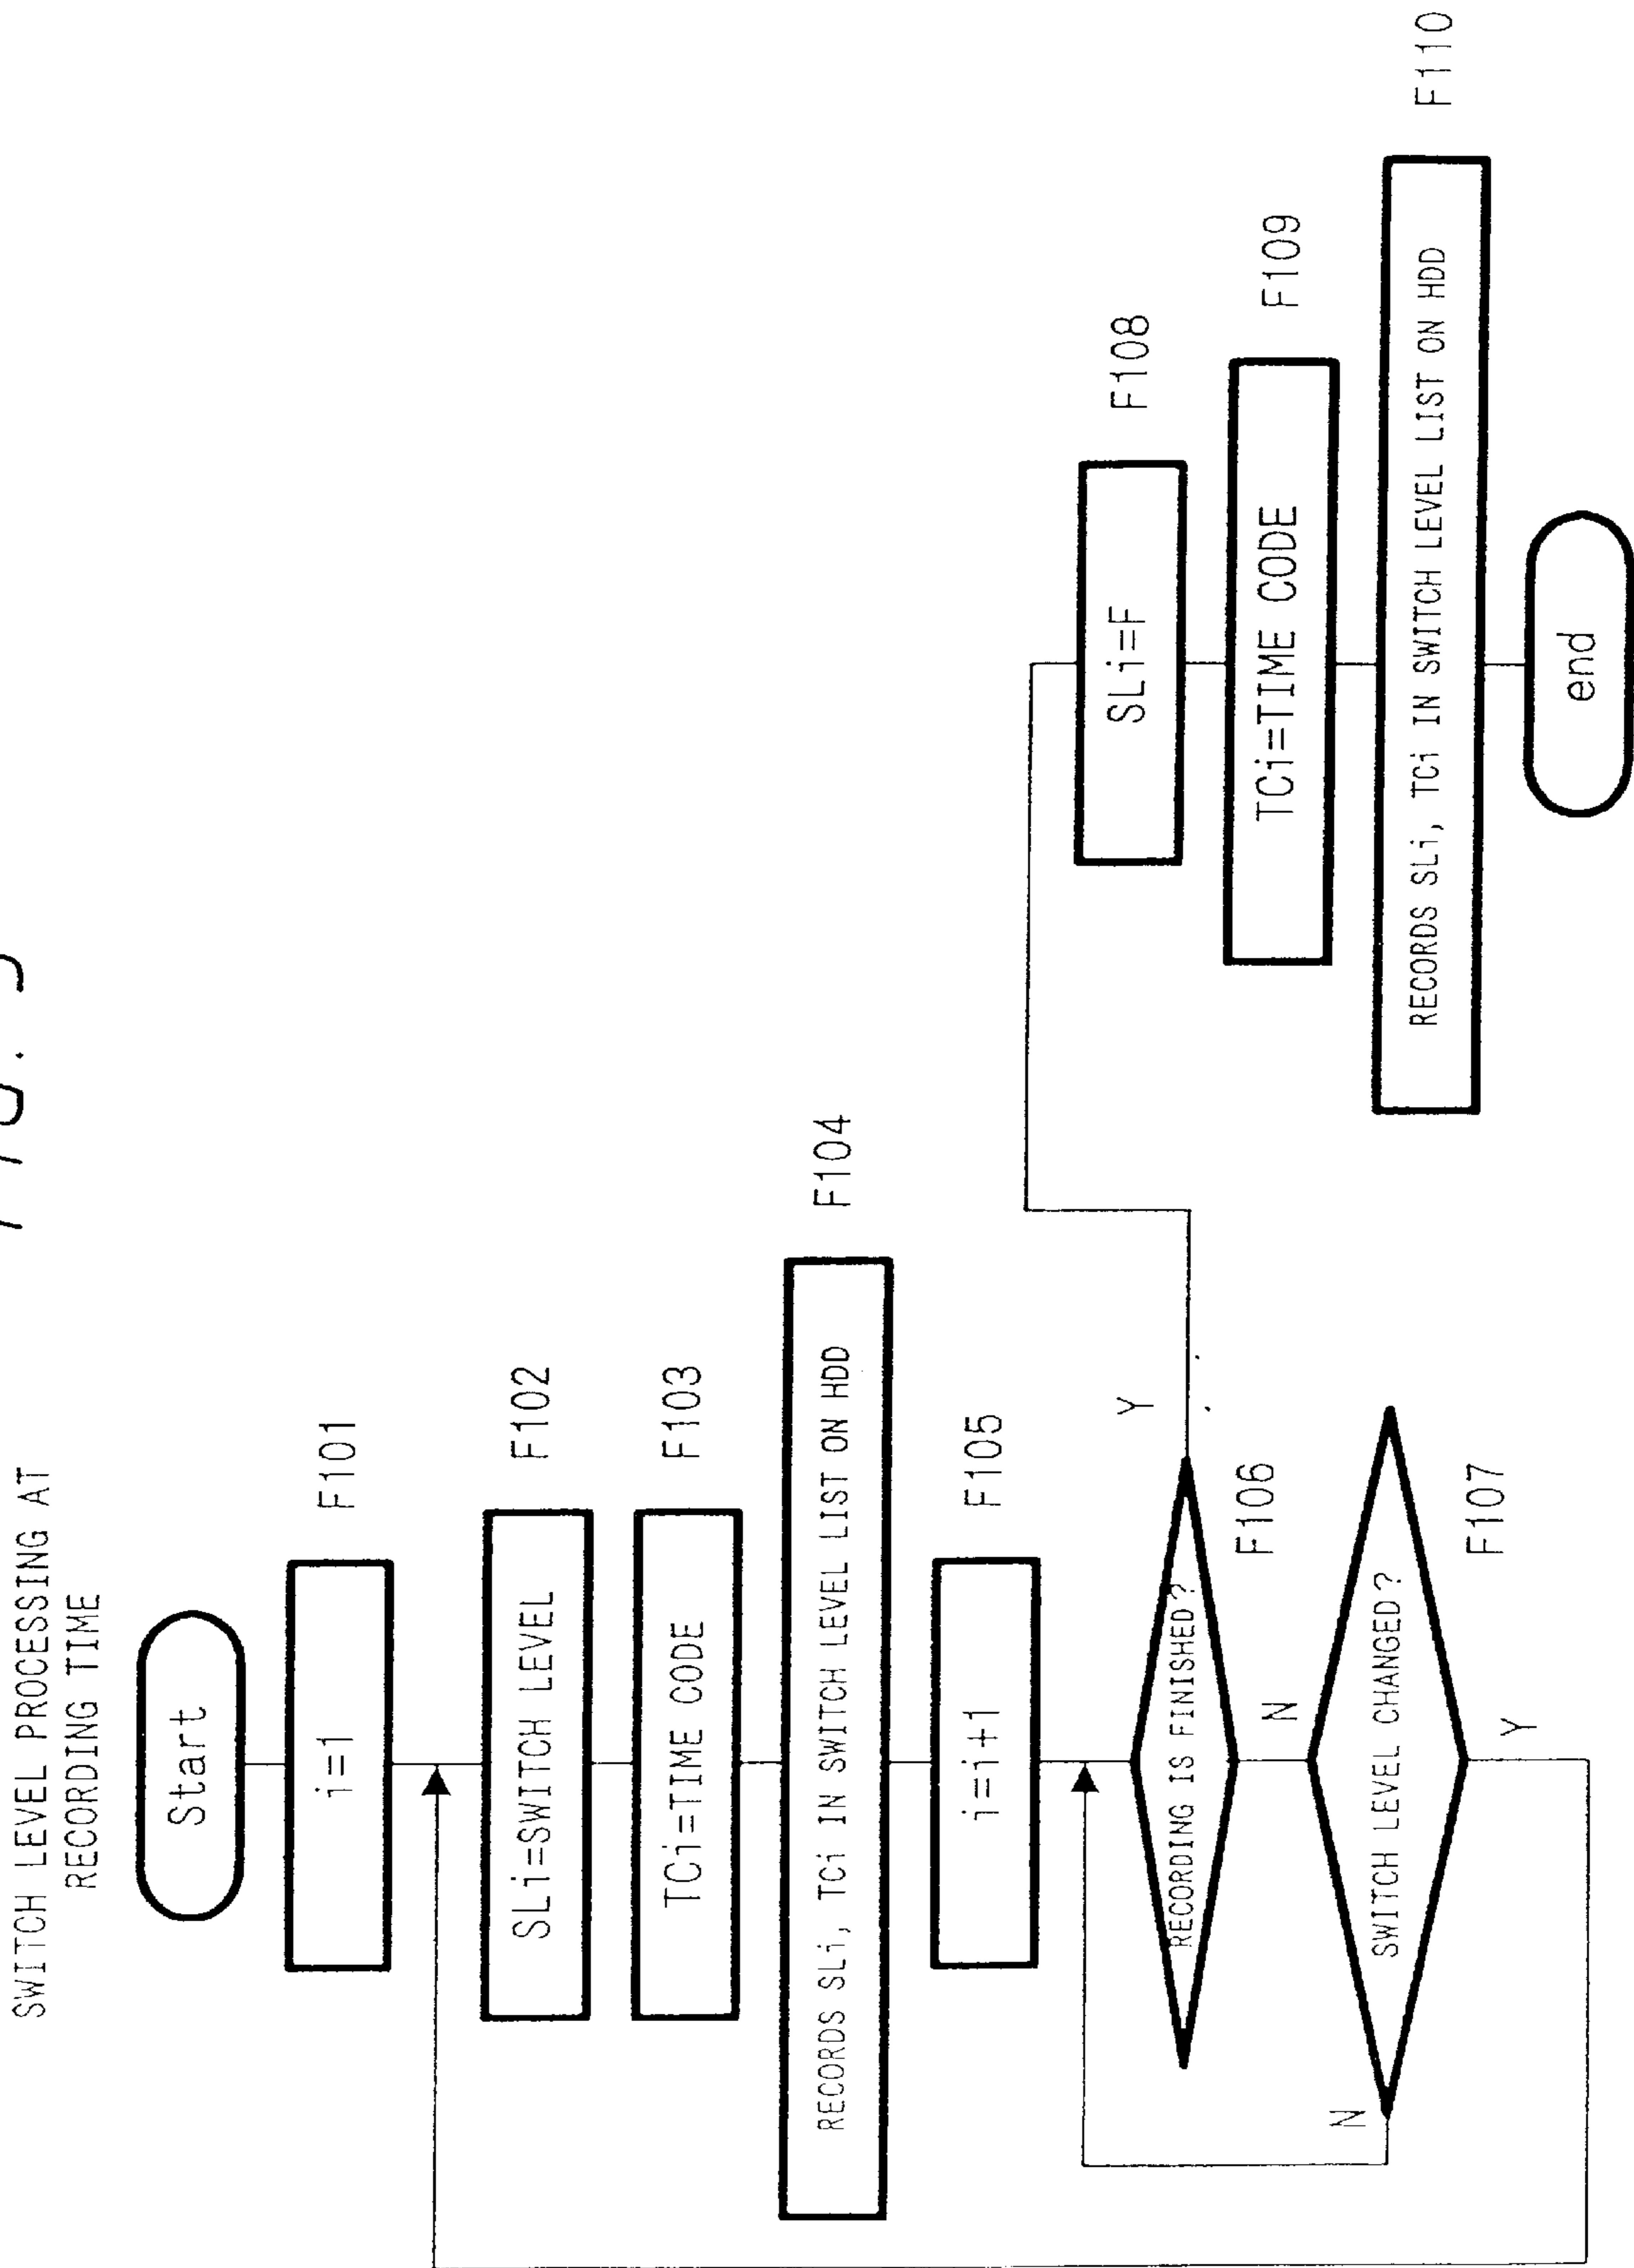 SWITCH LEVEL PROCESSING AT
RECORDING TIME
Start
i=1
F101
SLi=SWITCH LEVEL
F102
TCi=TIME CODE
F103
RECORDS SLi, TCi IN SWITCH LEVEL LIST ON HDD
F104
i=i+1
F105
RECORDING IS FINISHED?
Y
F106
N
SWITCH LEVEL CHANGED?
F107
N
Y
SLi=F
F108
TCi=TIME CODE
F109
RECORDS SLi, TCi IN SWITCH LEVEL LIST ON HDD
F110
end